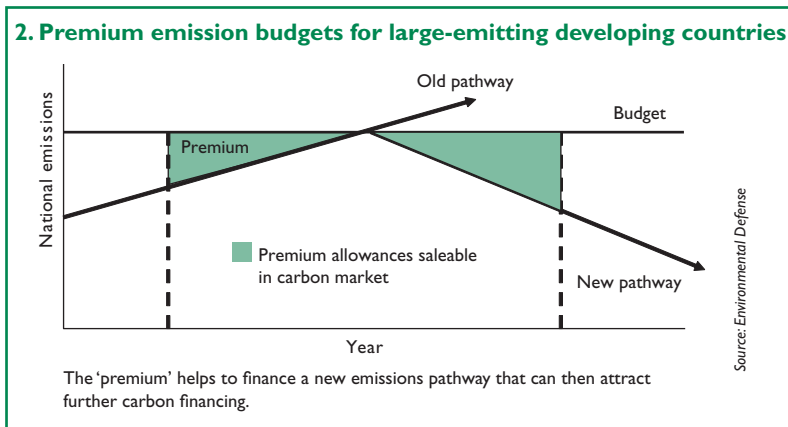 2. Premium emission budgets for large-emitting developing countries
Old pathway
Budget
National emissions
Premium
Premium allowances saleable
in carbon market
New pathway
Year
Source: Environmental Defense
The ‘premium’ helps to finance a new emissions pathway that can then attract
further carbon financing.